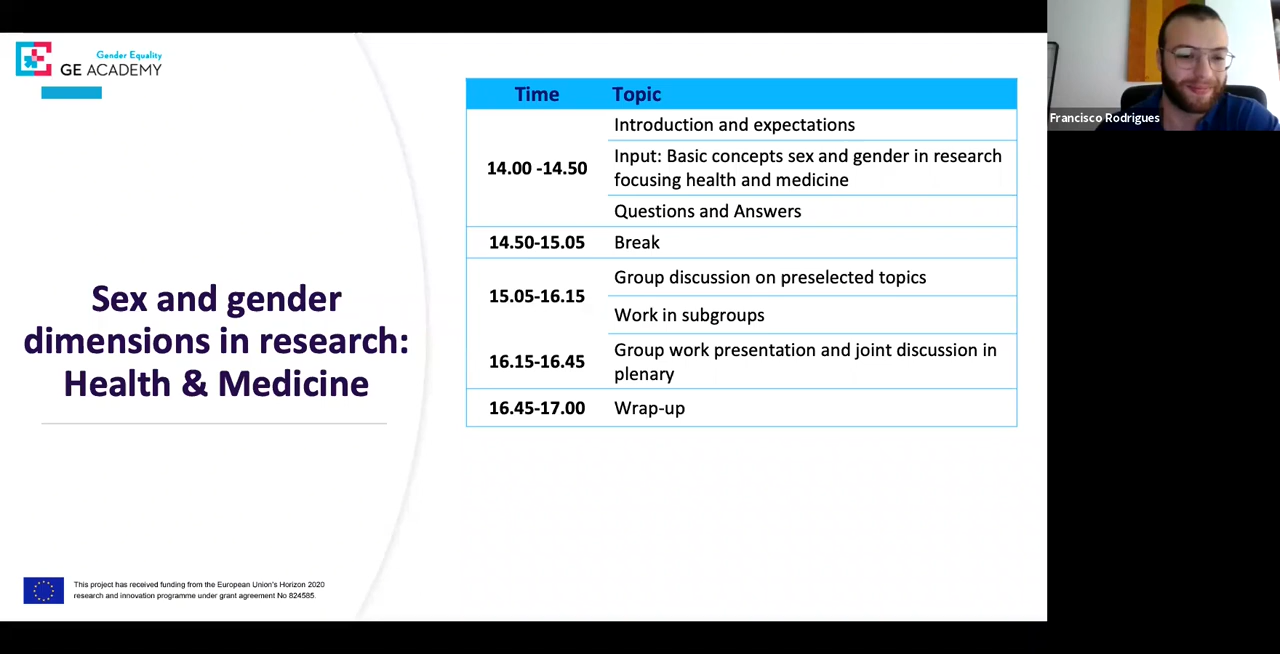 Gender Equality
GE ACADEMY
Sex and gender
dimensions in research:
Health & Medicine
This project has received funding from the European Union's Horizon 2020
research and innovation programme under grant agreement No 824585.
Time Topic
Introduction and expectations
14.00 -14.50
Input: Basic concepts sex and gender in research
focusing health and medicine
Questions and Answers
14.50-15.05 Break
15.05-16.15
Group discussion on preselected topics
Work in subgroups
16.15-16.45
Group work presentation and joint discussion in
plenary
16.45-17.00 Wrap-up
Francisco Rodrigues